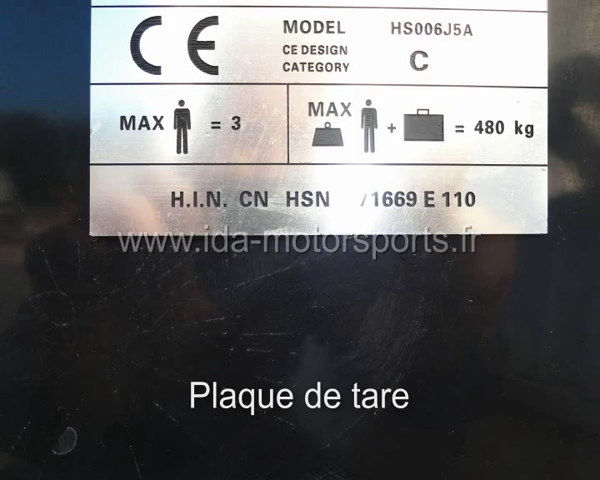 CE
MODEL HS006J5A
CE DESIGN
CATEGORY C
MAX = 3
MAX + = 480 kg
H.I.N. CN HSN /1669 E 110
www.ida-motorsports.fr
Plaque de tare